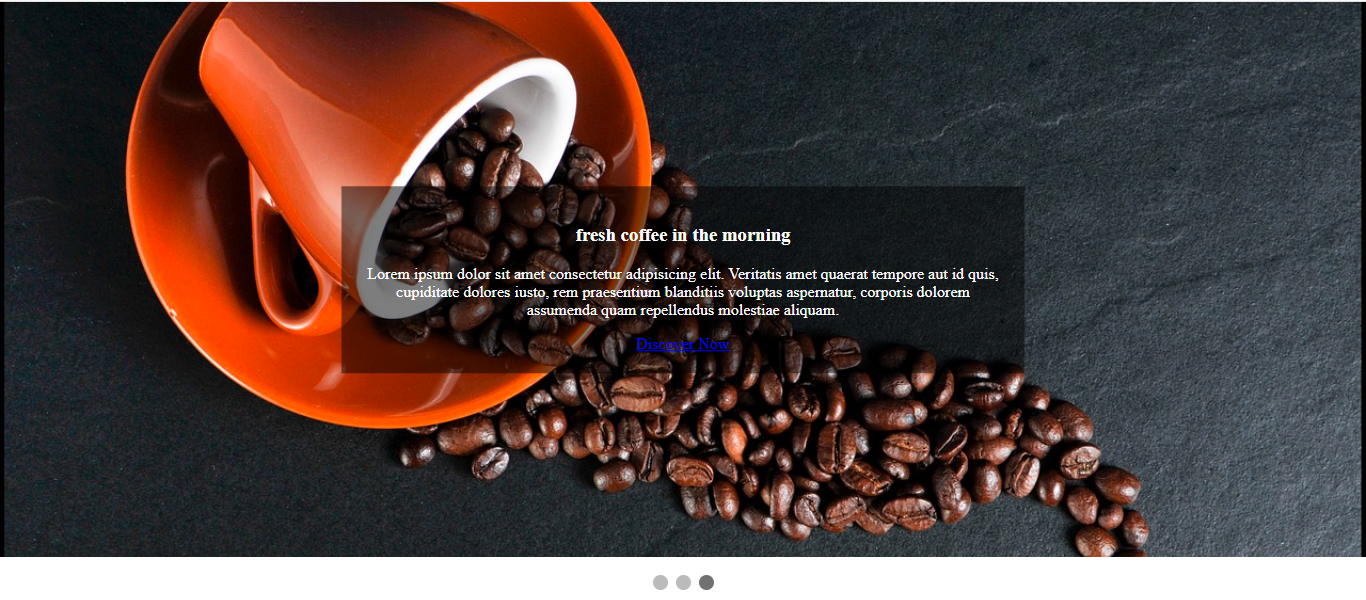 fresh coffee in the morning
Lorem ipsum dolor sit amet consectetur adipisicing elit. Veritatis amet quaerat tempore aut id quis,
cupiditate dolores iusto, rem praesentium blanditiis voluptas aspernatur, corporis dolorem
assumenda quam repellendus molestiae aliquam.
Discover Now